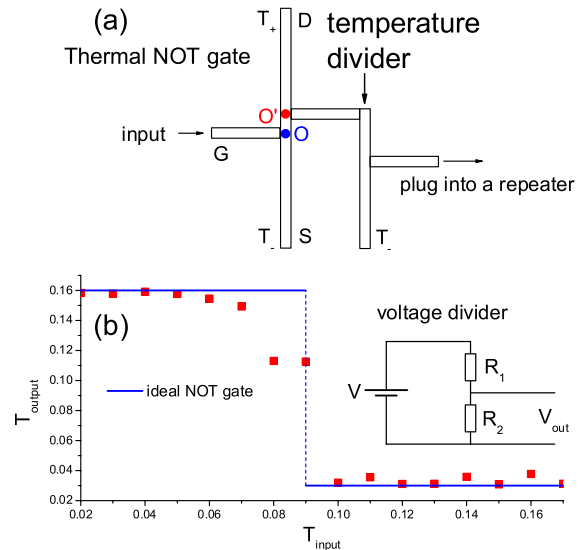 (a)
T+ D
temperature
divider
Thermal NOT gate
O'
input
O
G
plug into a repeater
T- S T-
(b)
voltage divider
ideal NOT gate
V
R1
R2
Vout
Toutput
0.16
0.14
0.12
0.10
0.08
0.06
0.04
0.02
0.02 0.04 0.06 0.08 0.10 0.12 0.14 0.16
Tinput